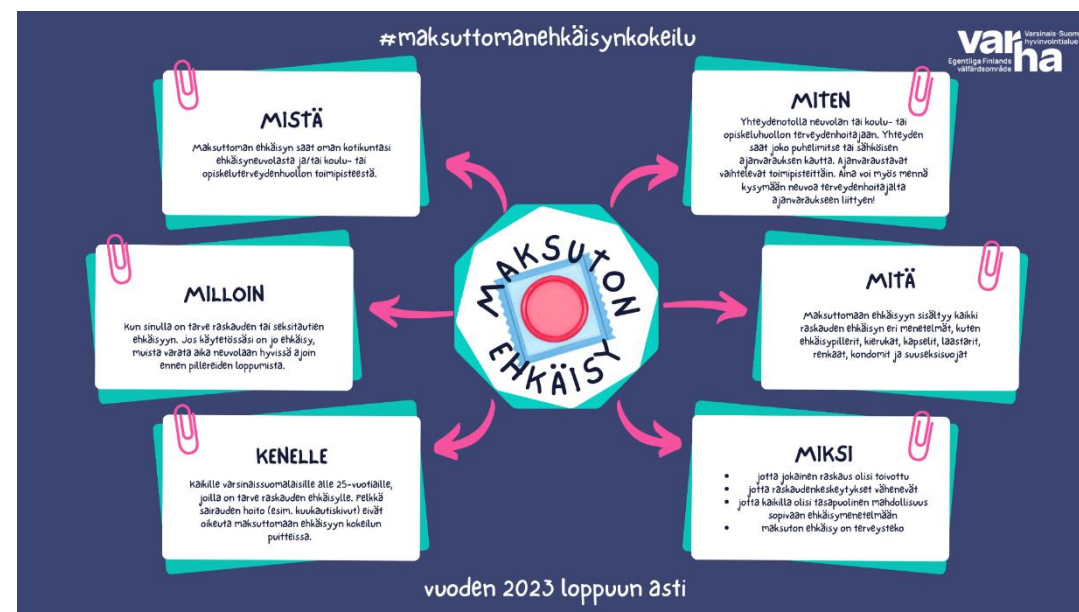 #maksuttomanehkäisynkokeilu
varha
Varsinais-Suomen
hyvinvointialue
Egentliga Finlands
välfärdsområde
MISTÄ
Maksuttoman ehkäisyn saat oman kotikuntasi
ehkäisyneuvolasta ja/tai koulu- tai
opiskeluterveydenhuollon toimipisteestä.
MITEN
Yhteydenotolla neuvolan tai koulu- tai
opiskeluhuollon terveydenhoitajaan. Yhteyden
saat joko puhelimitse tai sähköisen
ajanvarauksen kautta. Ajanvaraustavat
vaihtelevat toimipisteittäin. Aina voi myös mennä
kysymään neuvoa terveydenhoitajalta
ajanvaraukseen liittyen!
MILLOIN
Kun sinulla on tarve raskauden tai seksitautien
ehkäisyyn. Jos käytetössäsi on jo ehkäisy,
muista varata aika neuvolaan hyvissä ajoin
ennen pillereiden loppumista.
MAKSUTON
EHKÄISY
MITÄ
Maksuttomaan ehkäisyyn sisältyy kaikki
raskauden ehkäisyn eri menetelmät, kuten
ehkäisypillerit, kierukat, kapselit, laastarit,
renkaat, kondomit ja suuseksisuojat
KENELLE
Kaikille varsinaissuomalaisille alle 25-vuotiaille,
joilla on tarve raskauden ehkäisylle. Pelkkä
sairauden hoito (esim. kuukautiskivut) eivät
oikeuta maksuttomaan ehkäisyyn kokeilun
puitteissa.
MIKSI
• jotta jokainen raskaus olisi toivottu
• jotta raskaudenkeskeytykset vähenevät
• jotta kaikilla olisi tasapuolinen mahdollisuus
sopivaan ehkäisymenetelmään
• maksuton ehkäisy on terveysteko
vuoden 2023 loppuun asti